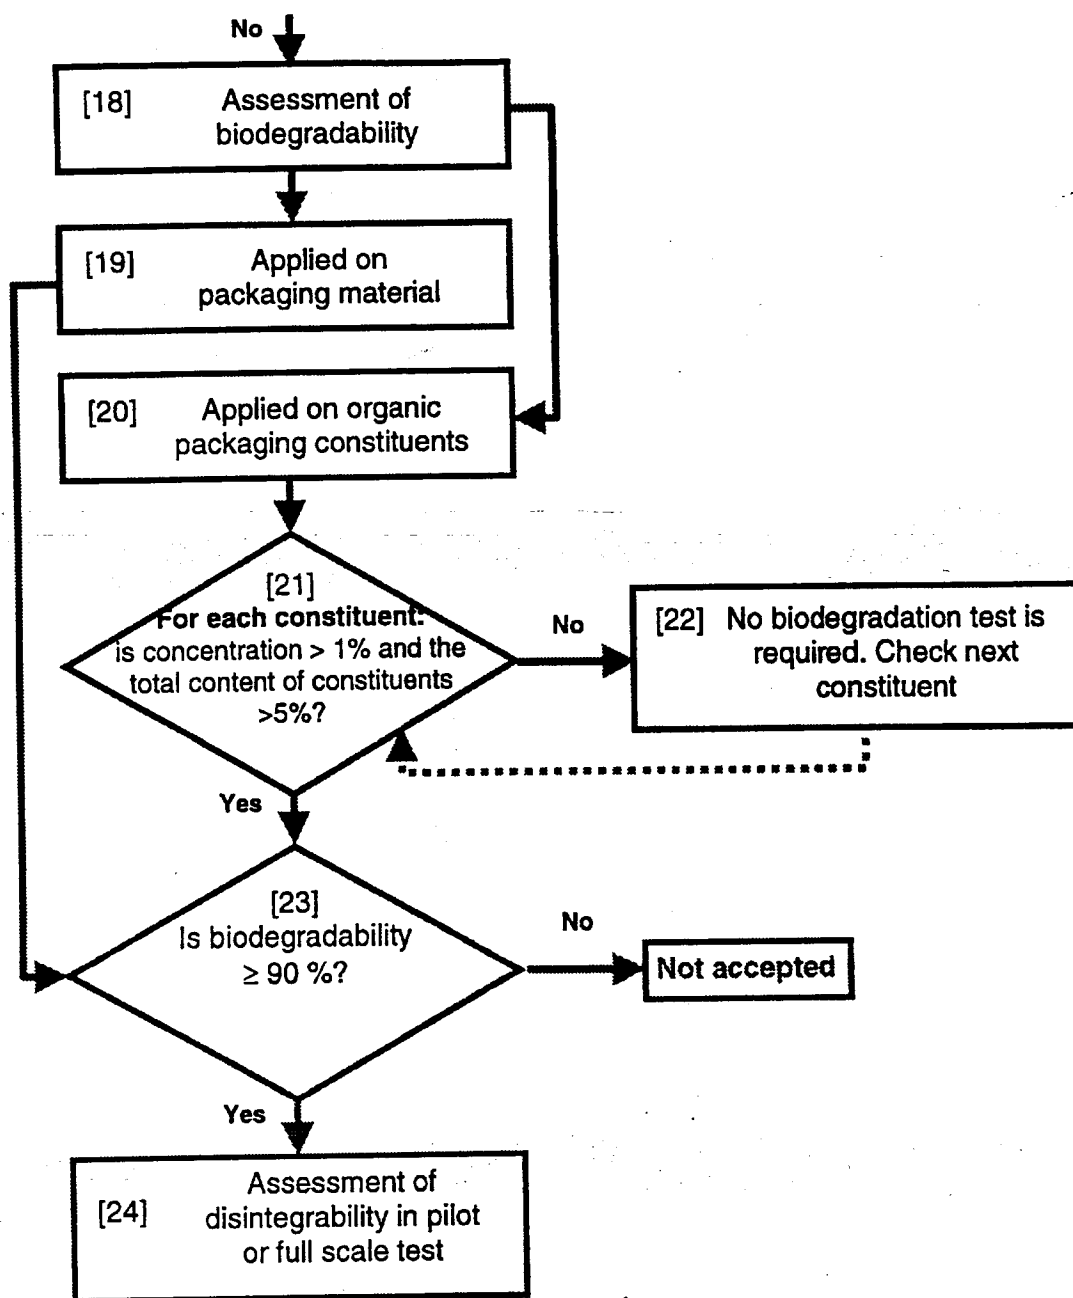 No
[18] Assessment of
biodegradability
[19] Applied on
packaging material
[20] Applied on organic
packaging constituents
[21]
For each constituent:
is concentration > 1% and the
total content of constituents
>5%?
No
[22] No biodegradation test is
required. Check next
constituent
Yes
[23]
Is biodegradability
≥ 90 %?
No
Not accepted
Yes
[24] Assessment of
disintegrability in pilot
or full scale test